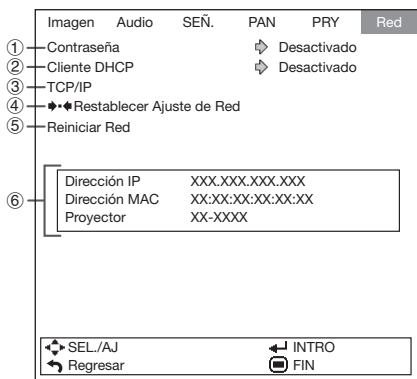 Imagen Audio SEÑ. PAN PRY Red
① Contraseña Desactivado
② Cliente DHCP Desactivado
③ TCP/IP
④ Restablecer Ajuste de Red
⑤ Reiniciar Red
⑥
Dirección IP XXX.XXX.XXX.XXX
Dirección MAC XX:XX:XX:XX:XX:XX
Proyector XX-XXXX
SEL./AJ INTRO
Regresar FIN